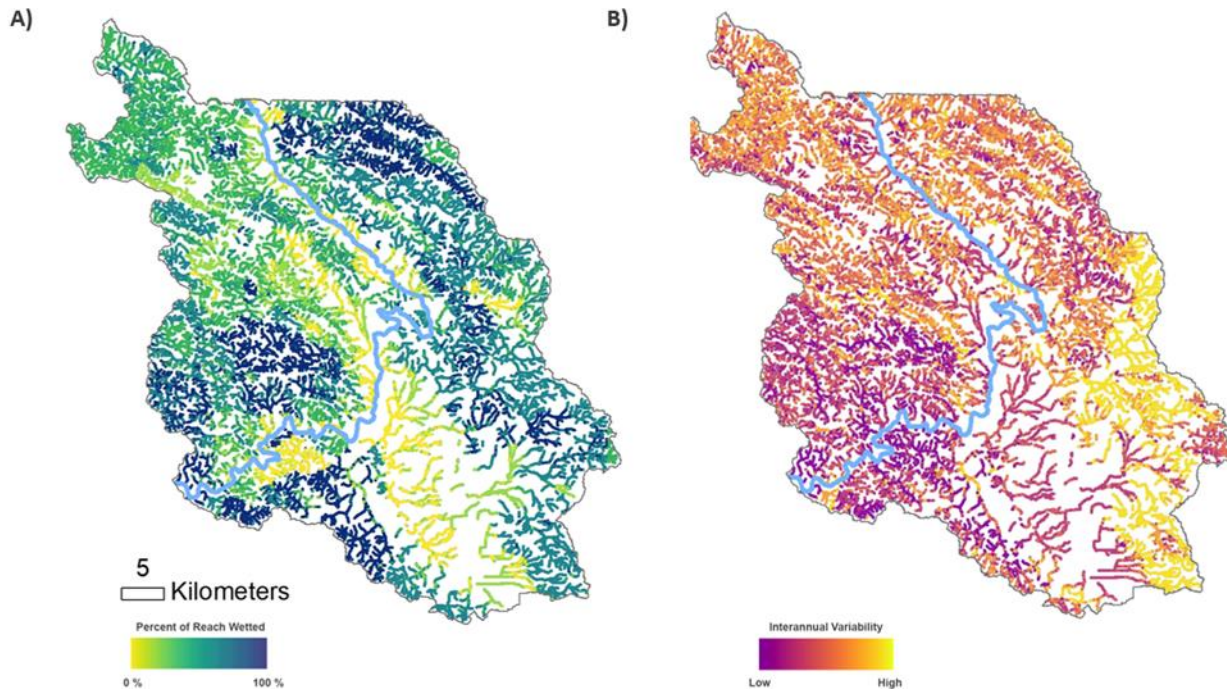 A)
B)
5
Kilometers
Percent of Reach Wetted
0 %
100 %
Interannual Variability
Low
High